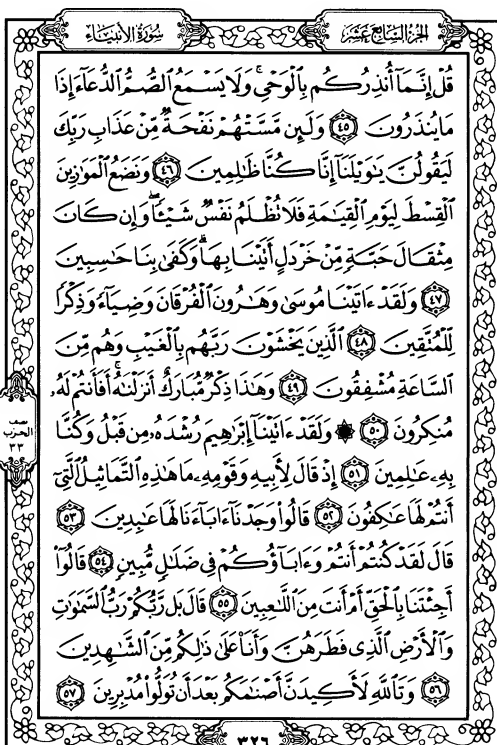 الجزء السابع عشر
سورة الأنبياء
قُلْ إِنَّمَآ أُنذِرُكُم بِٱلْوَحْىِ ۚ وَلَا يَسْمَعُ ٱلصُّمُّ ٱلدُّعَآءَ إِذَا
مَا يُنذَرُونَ ٤٥ وَلَئِن مَّسَّتْهُمْ نَفْحَةٌ مِّنْ عَذَابِ رَبِّكَ
لَيَقُولُنَّ يَٰوَيْلَنَآ إِنَّا كُنَّا ظَٰلِمِينَ ٤٦ وَنَضَعُ ٱلْمَوَٰزِينَ
ٱلْقِسْطَ لِيَوْمِ ٱلْقِيَٰمَةِ فَلَا تُظْلَمُ نَفْسٌ شَيْـًٔا ۖ وَإِن كَانَ
مِثْقَالَ حَبَّةٍ مِّنْ خَرْدَلٍ أَتَيْنَا بِهَا ۗ وَكَفَىٰ بِنَا حَٰسِبِينَ
٤٧ وَلَقَدْ ءَاتَيْنَا مُوسَىٰ وَهَٰرُونَ ٱلْفُرْقَانَ وَضِيَآءً وَذِكْرًا
لِّلْمُتَّقِينَ ٤٨ ٱلَّذِينَ يَخْشَوْنَ رَبَّهُم بِٱلْغَيْبِ وَهُم مِّنَ
ٱلسَّاعَةِ مُشْفِقُونَ ٤٩ وَهَٰذَا ذِكْرٌ مُّبَارَكٌ أَنزَلْنَٰهُ ۚ أَفَأَنتُمْ لَهُۥ
مُنكِرُونَ ٥٠ ۞ وَلَقَدْ ءَاتَيْنَآ إِبْرَٰهِيمَ رُشْدَهُۥ مِن قَبْلُ وَكُنَّا
بِهِۦ عَٰلِمِينَ ٥١ إِذْ قَالَ لِأَبِيهِ وَقَوْمِهِۦ مَا هَٰذِهِ ٱلتَّمَاثِيلُ ٱلَّتِىٓ
أَنتُمْ لَهَا عَٰكِفُونَ ٥٢ قَالُوا۟ وَجَدْنَآ ءَابَآءَنَا لَهَا عَٰبِدِينَ ٥٣
قَالَ لَقَدْ كُنتُمْ أَنتُمْ وَءَابَآؤُكُمْ فِى ضَلَٰلٍ مُّبِينٍ ٥٤ قَالُوٓا۟
أَجِئْتَنَا بِٱلْحَقِّ أَمْ أَنتَ مِنَ ٱللَّٰعِبِينَ ٥٥ قَالَ بَل رَّبُّكُمْ رَبُّ ٱلسَّمَٰوَٰتِ
وَٱلْأَرْضِ ٱلَّذِى فَطَرَهُنَّ وَأَنَا۠ عَلَىٰ ذَٰلِكُم مِّنَ ٱلشَّٰهِدِينَ
٥٦ وَتَٱللَّهِ لَأَكِيدَنَّ أَصْنَٰمَكُم بَعْدَ أَن تُوَلُّوا۟ مُدْبِرِينَ ٥٧
نصف
الحزب
٣٣
٣٢٦